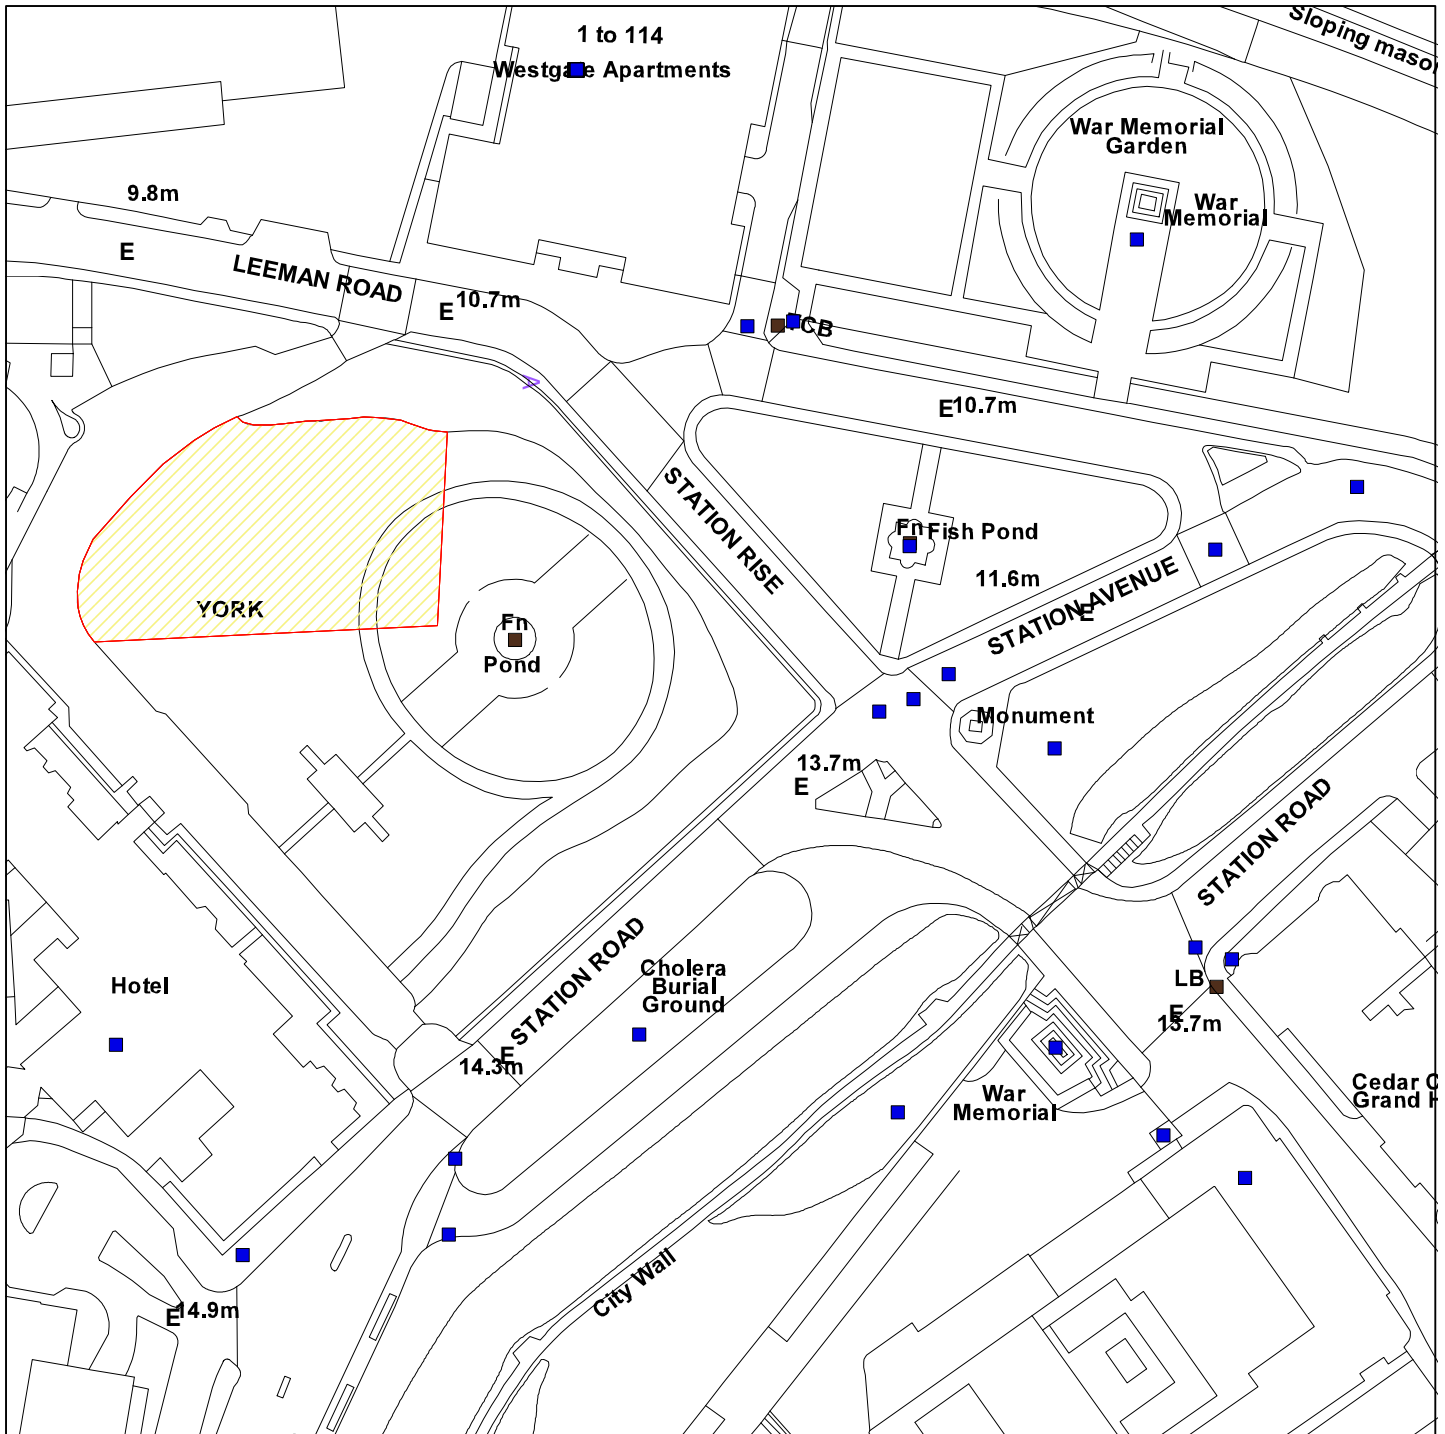 1 to 114
Westgate Apartments
Sloping mason
War Memorial
Garden
War
Memorial
9.8m
E
LEEMAN ROAD
E
10.7m
CB
E
10.7m
STATION RISE
Fn
Fish Pond
11.6m
STATION AVENUE
E
YORK
Fn
Pond
Monument
13.7m
E
STATION ROAD
STATION ROAD
Cholera
Burial
Ground
Hotel
LB
E
13.7m
E
14.3m
War
Memorial
Cedar C
Grand H
City Wall
E
14.9m